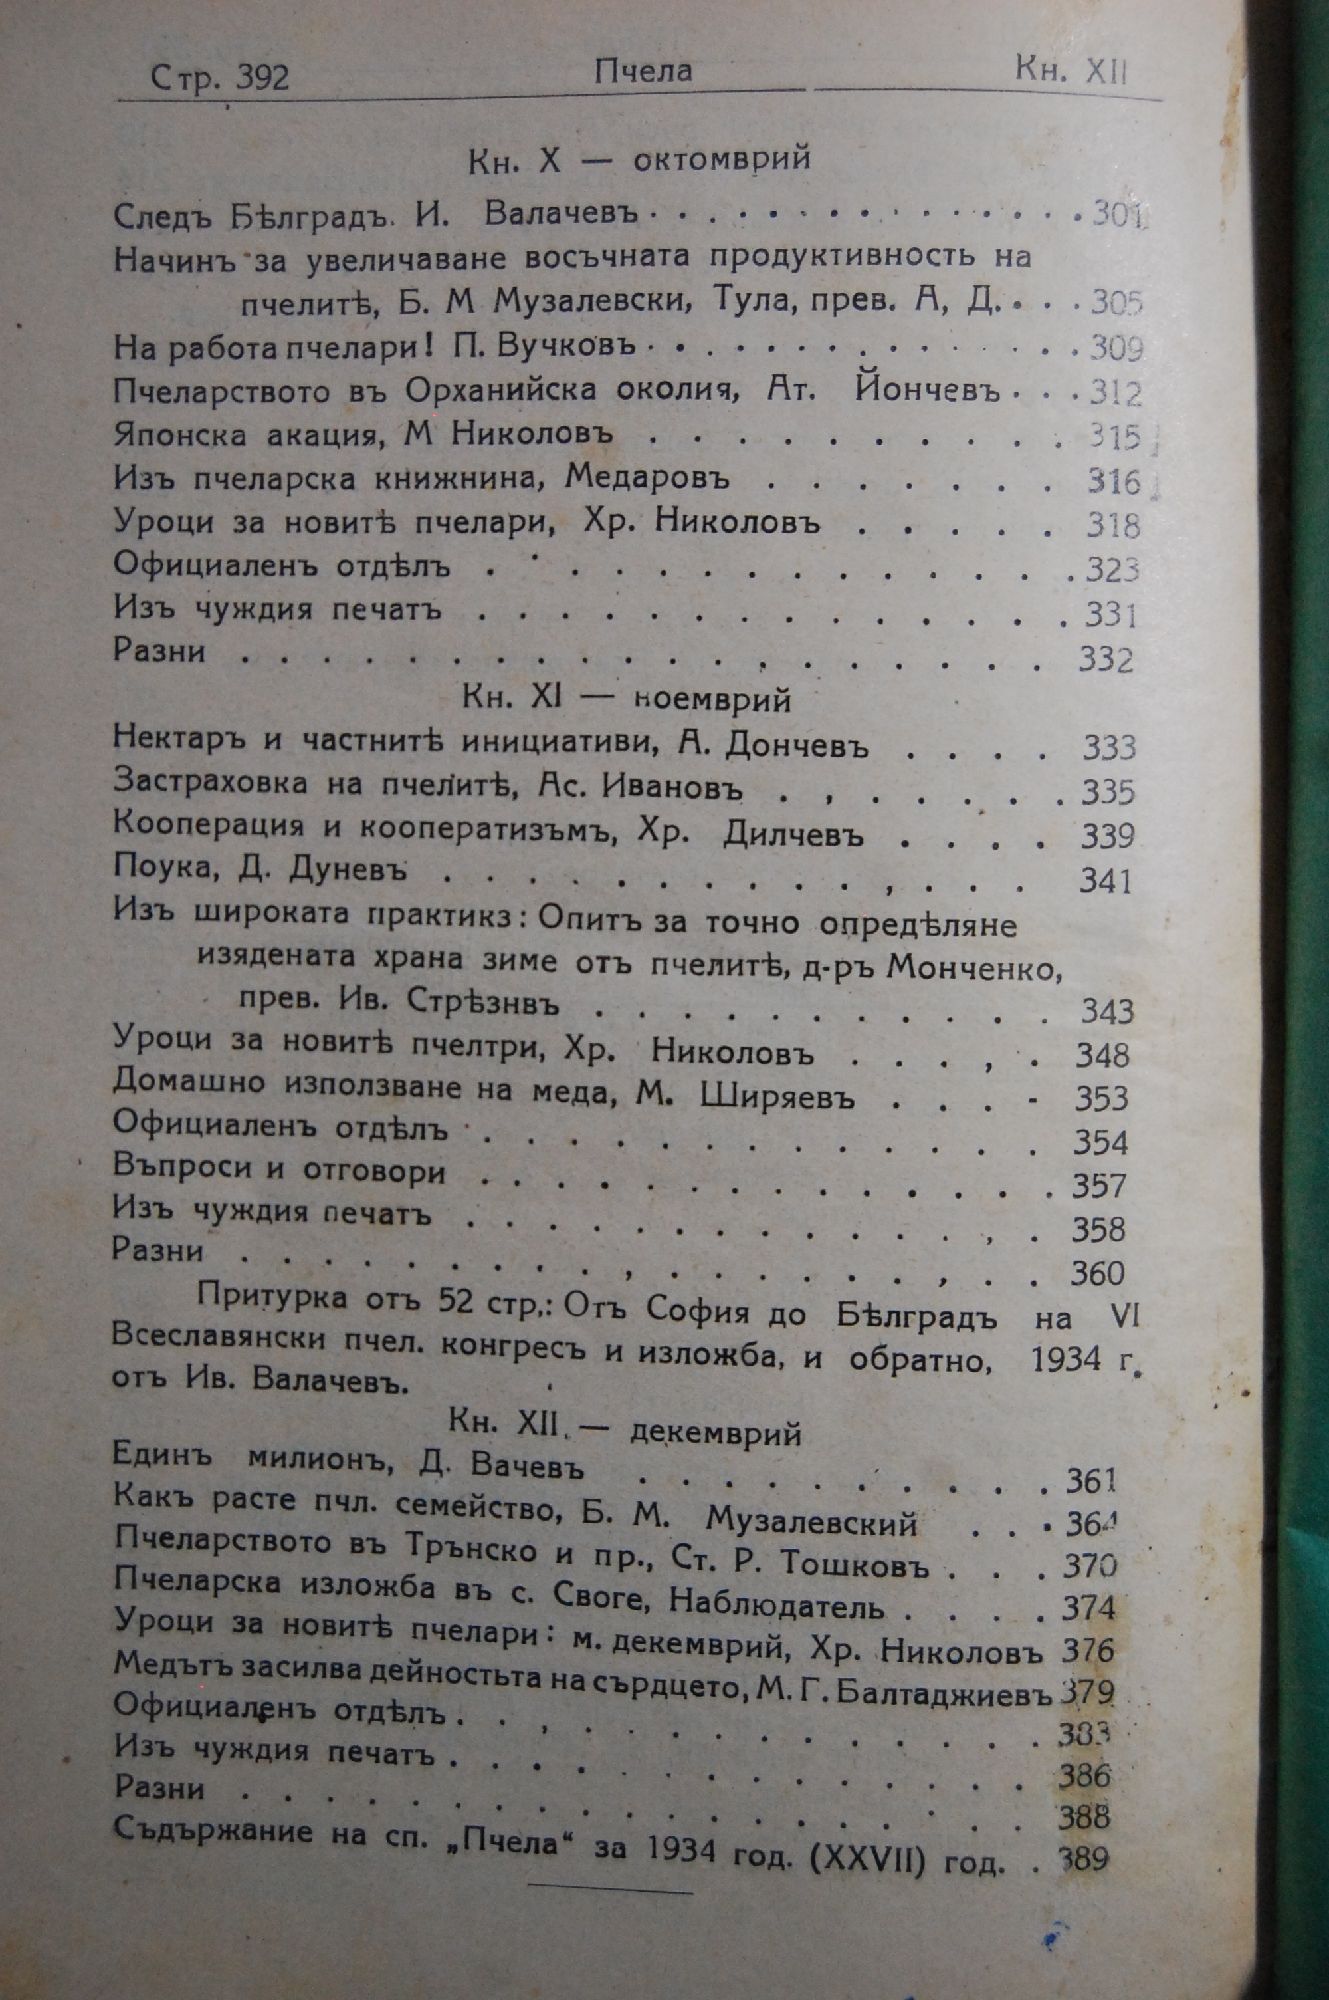 Стр. 392 Пчела Кн. XII
Кн. X — октомврий
Следъ Бѣлградъ. И. Валачевъ . . . . . . . . . . . . . . . 301
Начинъ за увеличаване восъчната продуктивность на
пчелитѣ, Б. М Музалевски, Тула, прев. А, Д. . . . 305
На работа пчелари! П. Вучковъ . . . . . . . . . . . . . . 309
Пчеларството въ Орханийска околия, Ат. Йончевъ . . . 312
Японска акация, М Николовъ . . . . . . . . . . 315
Изъ пчеларска книжнина, Медаровъ . . . . . . . 316
Уроци за новитѣ пчелари, Хр. Николовъ . . . . . 318
Официаленъ отдѣлъ . . . . . . . . . . . . . . 323
Изъ чуждия печатъ . . . . . . . . . . . . . . 331
Разни . . . . . . . . . . . . . . . . . . . 332
Кн. XI — ноемврий
Нектаръ и частнитѣ инициативи, А. Дончевъ . . . . 333
Застраховка на пчелитѣ, Ас. Ивановъ . , . . . . . 335
Кооперация и кооператизъмъ, Хр. Дилчевъ . . . . 339
Поука, Д. Дуневъ . . . . . . . . . . , . . . 341
Изъ широката практикз: Опитъ за точно опредѣляне
изядената храна зиме отъ пчелитѣ, д-ръ Монченко,
прев. Ив. Стрѣзнвъ . . . . . . . . . . . 343
Уроци за новитѣ пчелтри, Хр. Николовъ . . . , . 348
Домашно използване на меда, М. Ширяевъ . . . - 353
Официаленъ отдѣлъ . . . . . . . . . . . . . 354
Въпроси и отговори . . . . . . . . . . . . . . 357
Изъ чуждия печатъ . . . . . . . . . . . . , . 358
Разни . . . . . . . . . , . . . . . . . , . . 360
Притурка отъ 52 стр.: Отъ София до Бѣлградъ на VI
Всеславянски пчел. конгресъ и изложба, и обратно, 1934 г.
отъ Ив. Валачевъ.
Кн. XII. — декемврий
Единъ милионъ, Д. Вачевъ . . . . . . . . . . 361
Какъ расте пчл. семейство, Б. М. Музалевский . . . 364
Пчеларството въ Трънско и пр., Ст. Р. Тошковъ . . . 370
Пчеларска изложба въ с. Своге, Наблюдатель . . . . 374
Уроци за новитѣ пчелари: м. декемврий, Хр. Николовъ 376
Медътъ засилва дейностьта на сърдцето, М. Г. Балтаджиевъ 379
Официаленъ отдѣлъ . . , . . . . . . . . . . . 383
Изъ чуждия печатъ . . . . . . . . . . . . . . 386
Разни . . . . . . . . . . . . . . . . . . . 388
Съдържание на сп. „Пчела“ за 1934 год. (XXVII) год. . 389